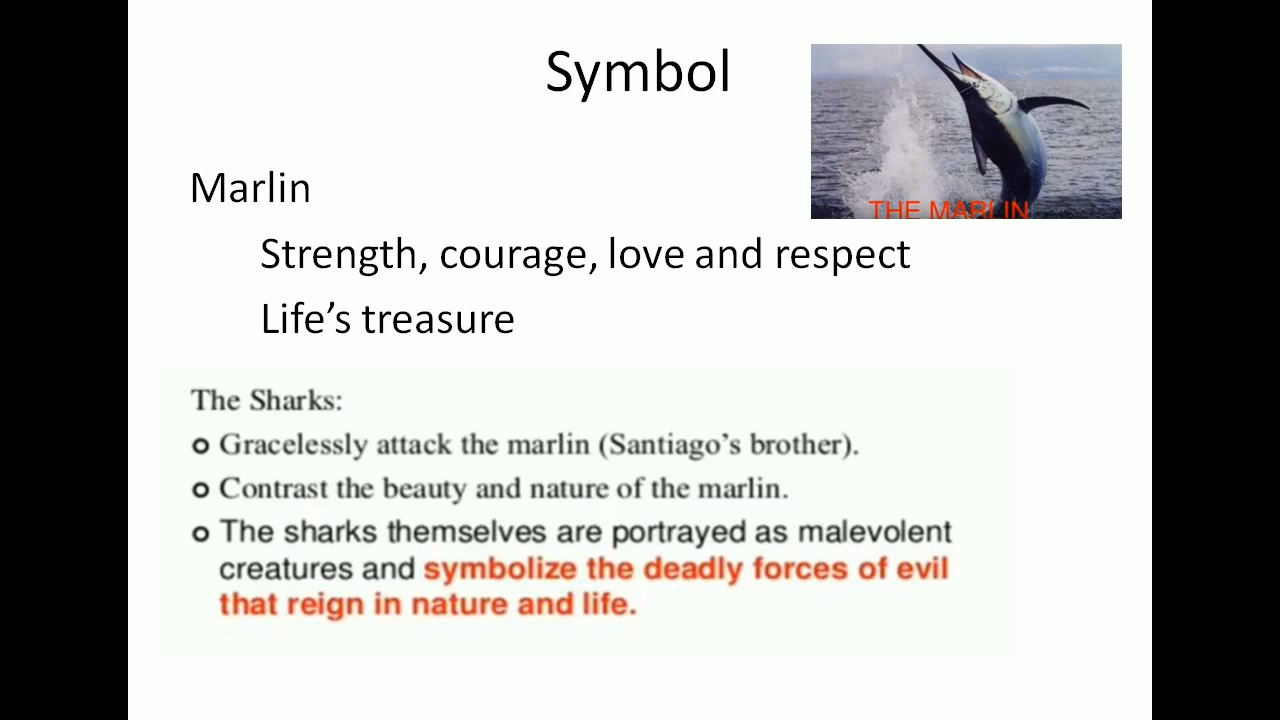 Symbol
THE MARLIN
Marlin
Strength, courage, love and respect
Life’s treasure
The Sharks:
o Gracelessly attack the marlin (Santiago’s brother).
o Contrast the beauty and nature of the marlin.
o The sharks themselves are portrayed as malevolent
creatures and symbolize the deadly forces of evil
that reign in nature and life.